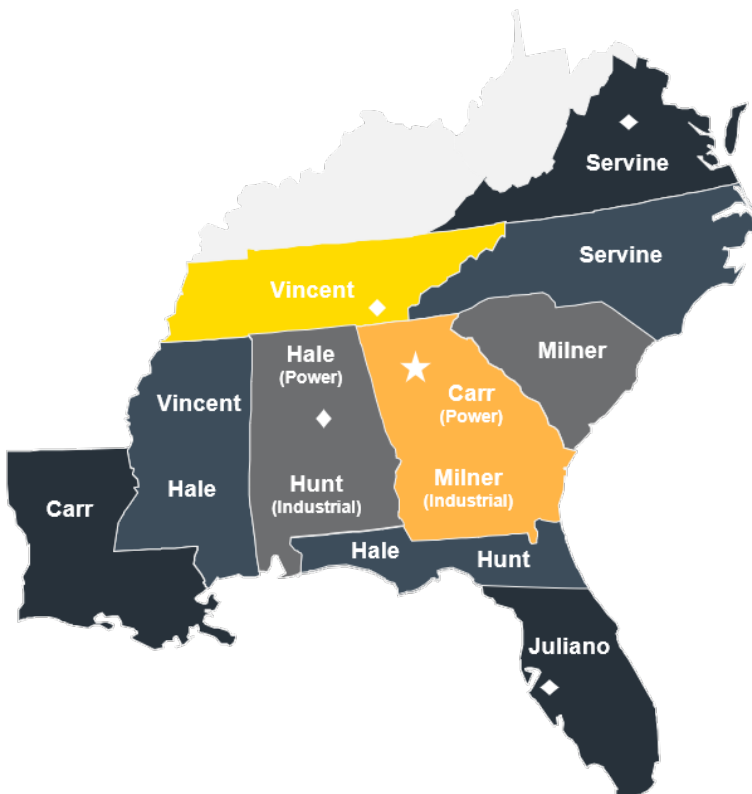 Servine
Servine
Vincent
Milner
Hale
(Power)
Carr
(Power)
Vincent
Hale
Hunt
(Industrial)
Milner
(Industrial)
Carr
Hale
Hunt
Juliano